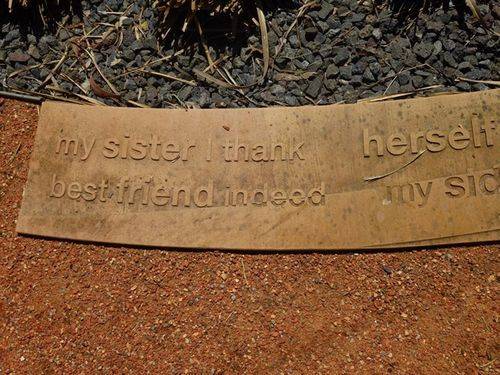 my sister I thank herself
best friend indeed my